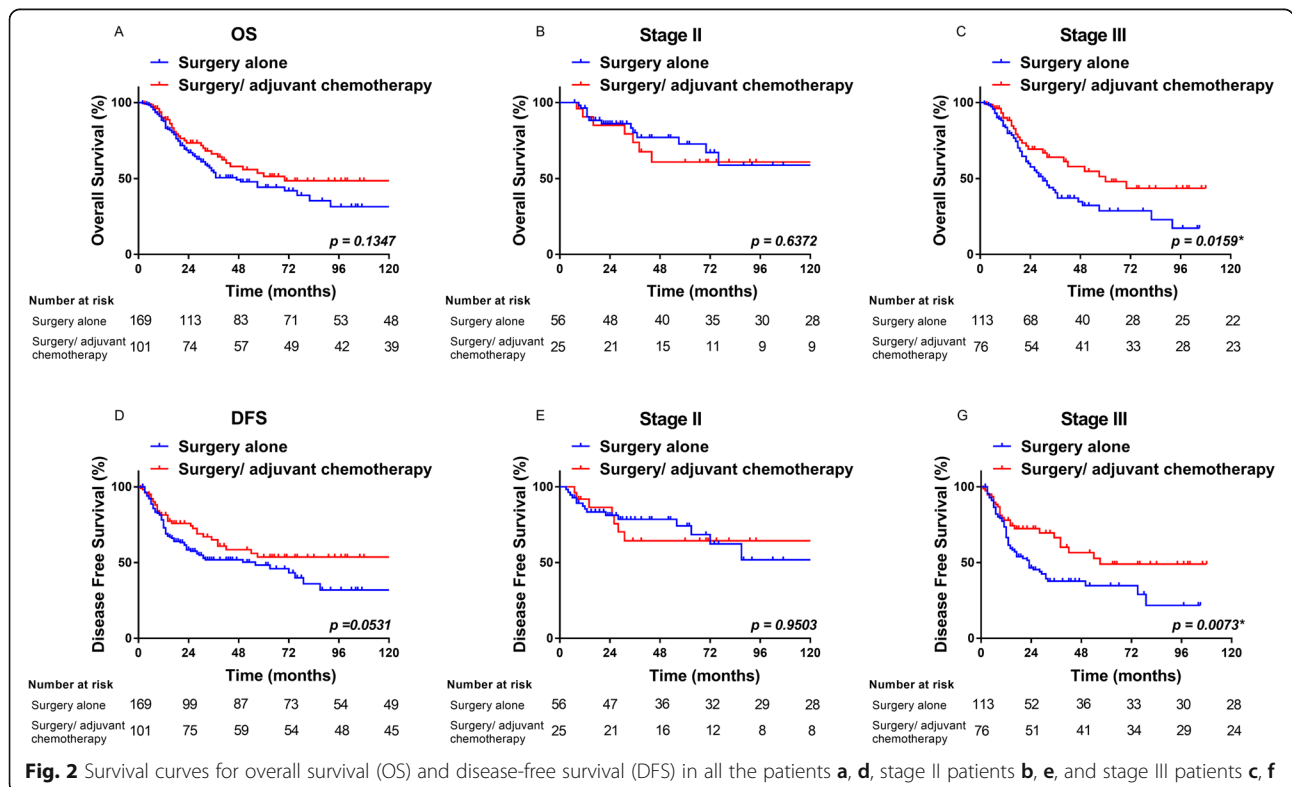 A
OS
Surgery alone
Surgery/ adjuvant chemotherapy
Overall Survival (%)
100
50
0
p = 0.1347
0 24 48 72 96 120
Time (months)
Number at risk
Surgery alone 169 113 83 71 53 48
Surgery/ adjuvant
chemotherapy 101 74 57 49 42 39
B
Stage II
Surgery alone
Surgery/ adjuvant chemotherapy
Overall Survival (%)
100
50
0
p = 0.6372
0 24 48 72 96 120
Time (months)
Number at risk
Surgery alone 56 48 40 35 30 28
Surgery/ adjuvant
chemotherapy 25 21 15 11 9 9
C
Stage III
Surgery alone
Surgery/ adjuvant chemotherapy
Overall Survival (%)
100
50
0
p = 0.0159*
0 24 48 72 96 120
Time (months)
Number at risk
Surgery alone 113 68 40 28 25 22
Surgery/ adjuvant
chemotherapy 76 54 41 33 28 23
D
DFS
Surgery alone
Surgery/ adjuvant chemotherapy
Disease Free Survival (%)
100
50
0
p =0.0531
0 24 48 72 96 120
Time (months)
Number at risk
Surgery alone 169 99 87 73 54 49
Surgery/ adjuvant
chemotherapy 101 75 59 54 48 45
E
Stage II
Surgery alone
Surgery/ adjuvant chemotherapy
Disease Free Survival (%)
100
50
0
p = 0.9503
0 24 48 72 96 120
Time (months)
Number at risk
Surgery alone 56 47 36 32 29 28
Surgery/ adjuvant
chemotherapy 25 21 16 12 8 8
G
Stage III
Surgery alone
Surgery/ adjuvant chemotherapy
Disease Free Survival (%)
100
50
0
p = 0.0073*
0 24 48 72 96 120
Time (months)
Number at risk
Surgery alone 113 52 36 33 30 28
Surgery/ adjuvant
chemotherapy 76 51 41 34 29 24
Fig. 2 Survival curves for overall survival (OS) and disease-free survival (DFS) in all the patients a, d, stage II patients b, e, and stage III patients c, f